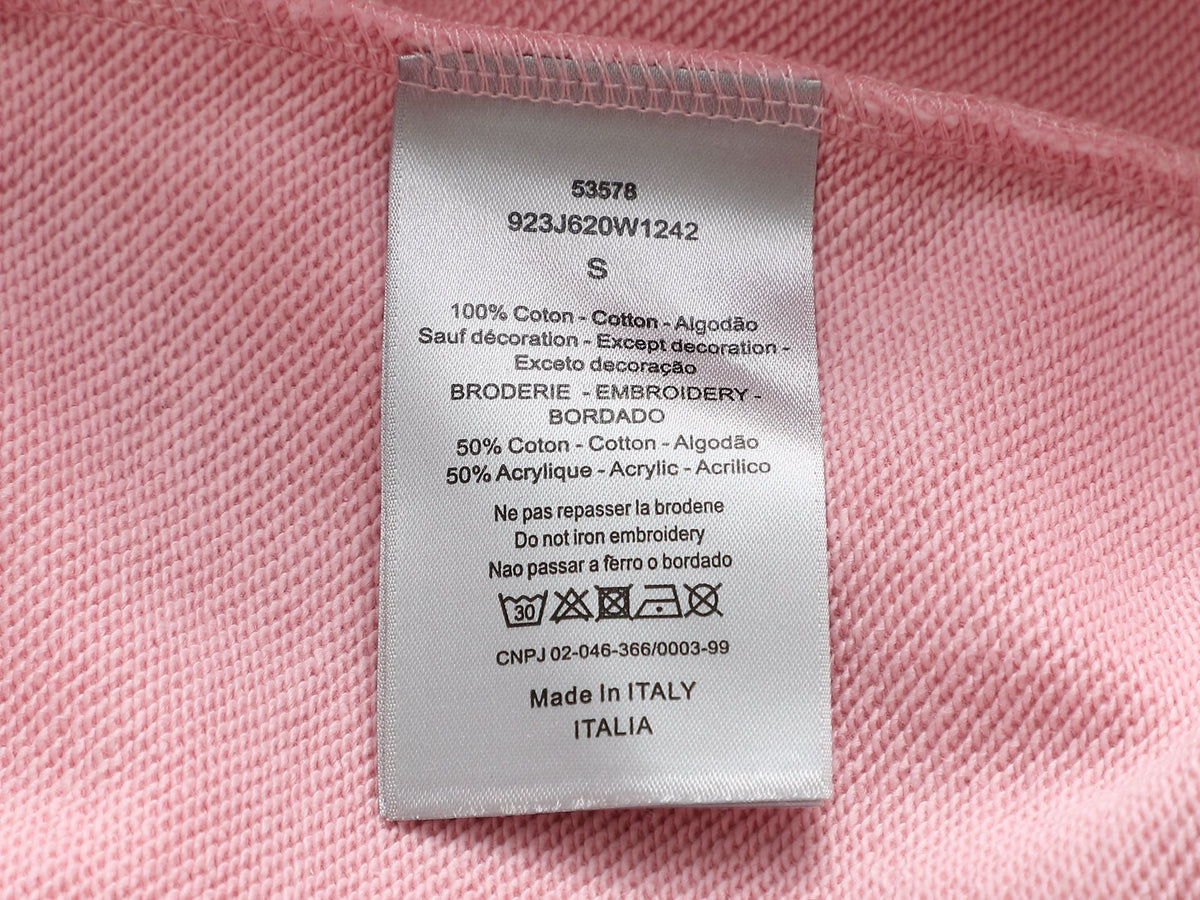 53578
923J620W1242
S
100% Coton - Cotton - Algodão
Sauf décoration - Except decoration -
Exceto decoração
BRODERIE - EMBROIDERY -
BORDADO
50% Coton - Cotton - Algodão
50% Acrylique - Acrylic - Acrilico
Ne pas repasser la brodene
Do not iron embroidery
Nao passar a ferro o bordado
30
CNPJ 02-046-366/0003-99
Made In ITALY
ITALIA